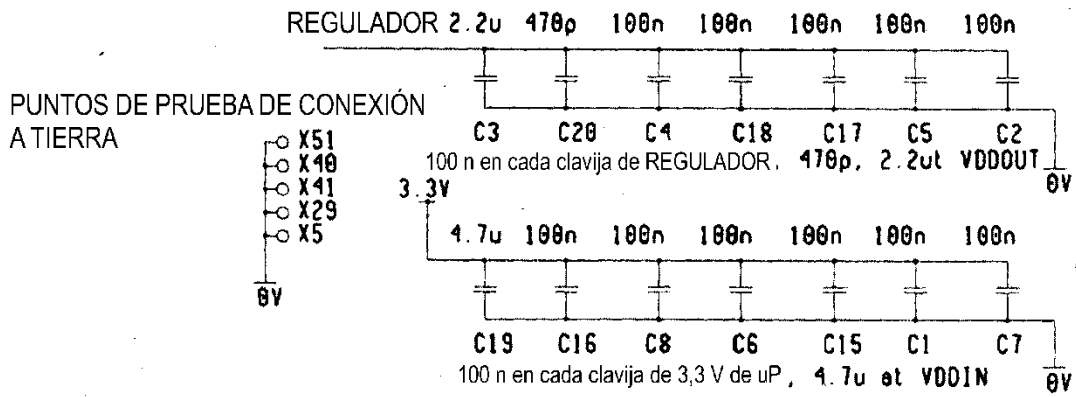 REGULADOR 2.2u 470p 100n 100n 100n 100n 100n
PUNTOS DE PRUEBA DE CONEXIÓN
A TIERRA
X51
X40
X41
X29
X5
0V
C3 C20 C4 C18 C17 C5 C2
100 n en cada clavija de REGULADOR, 470p, 2.2ut VDDOUT
0V
3.3V
4.7u 100n 100n 100n 100n 100n 100n
C19 C16 C8 C6 C15 C1 C7
100 n en cada clavija de 3,3 V de uP, 4.7u at VDDIN
0V